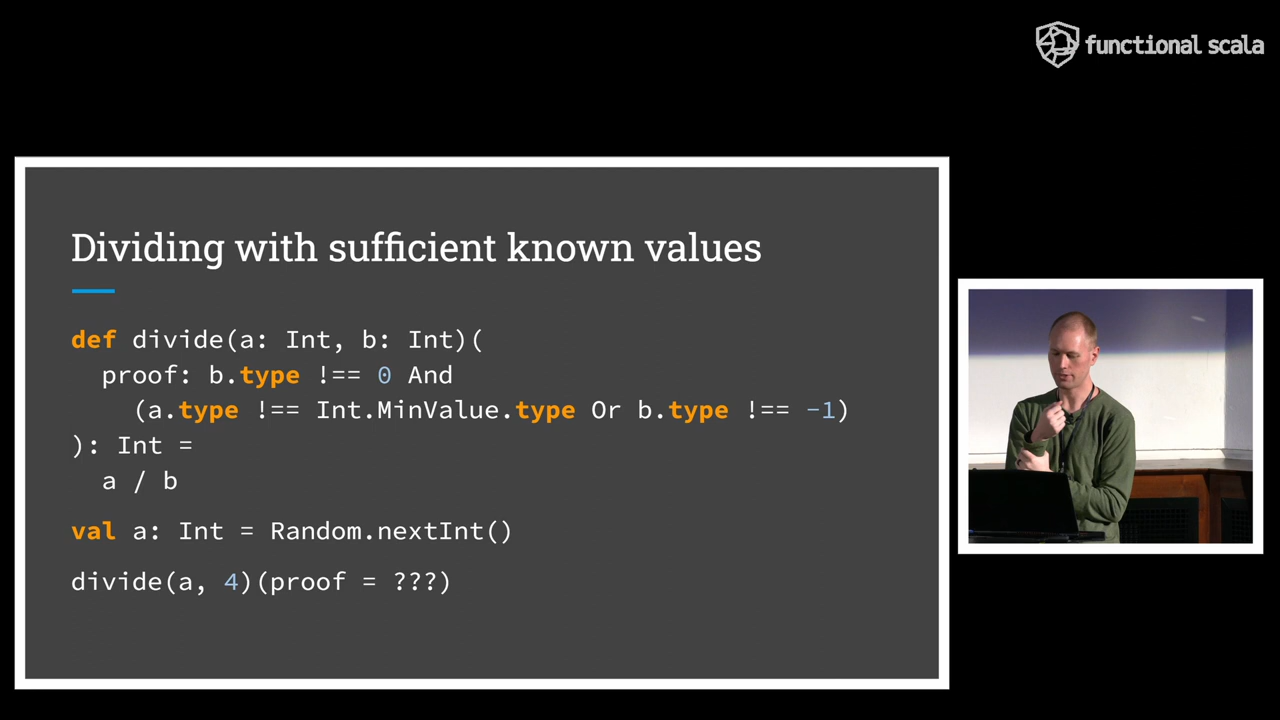 functional scala
Dividing with sufficient known values
def divide(a: Int, b: Int)(
  proof: b.type !== 0 And
    (a.type !== Int.MinValue.type Or b.type !== -1)
): Int =
  a / b
val a: Int = Random.nextInt()
divide(a, 4)(proof = ???)